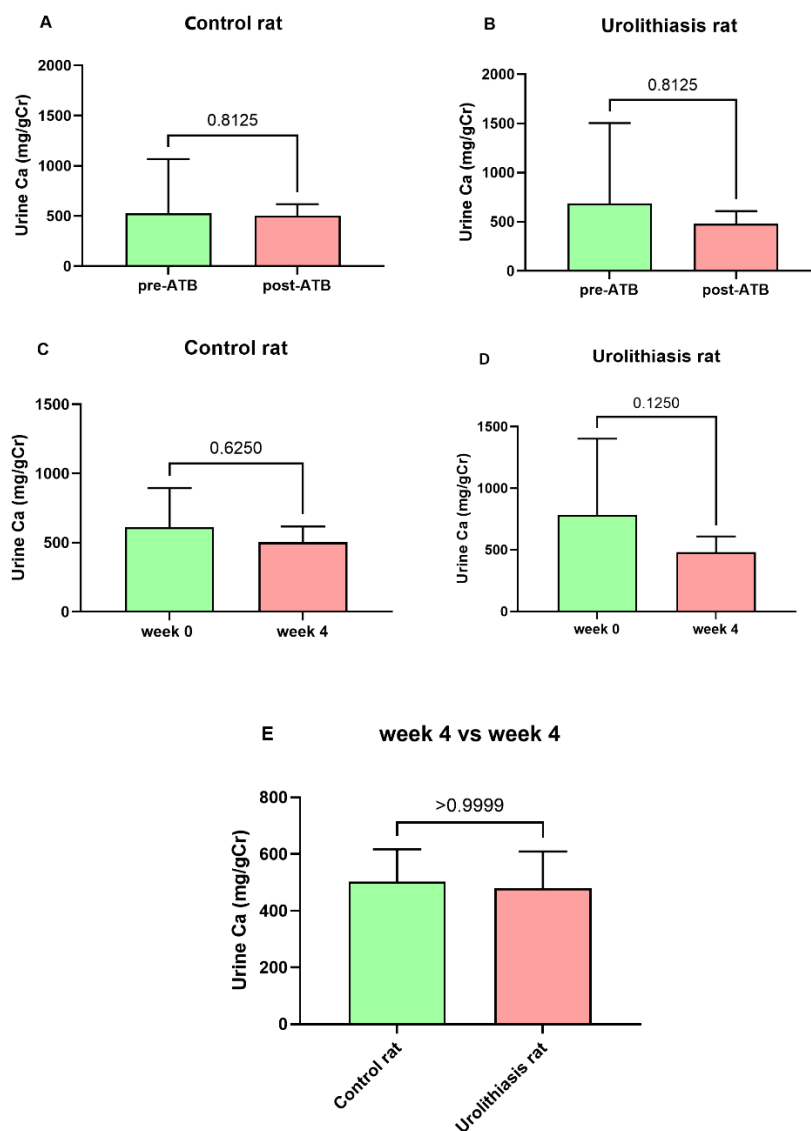 A
Control rat
Urine Ca (mg/gCr)
2000
1500
1000
500
0
0.8125
pre-ATB
post-ATB
B
Urolithiasis rat
Urine Ca (mg/gCr)
2000
1500
1000
500
0
0.8125
pre-ATB
post-ATB
C
Control rat
Urine Ca (mg/gCr)
1500
1000
500
0
0.6250
week 0
week 4
D
Urolithiasis rat
Urine Ca (mg/gCr)
1500
1000
500
0
0.1250
week 0
week 4
E
week 4 vs week 4
Urine Ca (mg/gCr)
800
600
400
200
0
>0.9999
Control rat
Urolithiasis rat